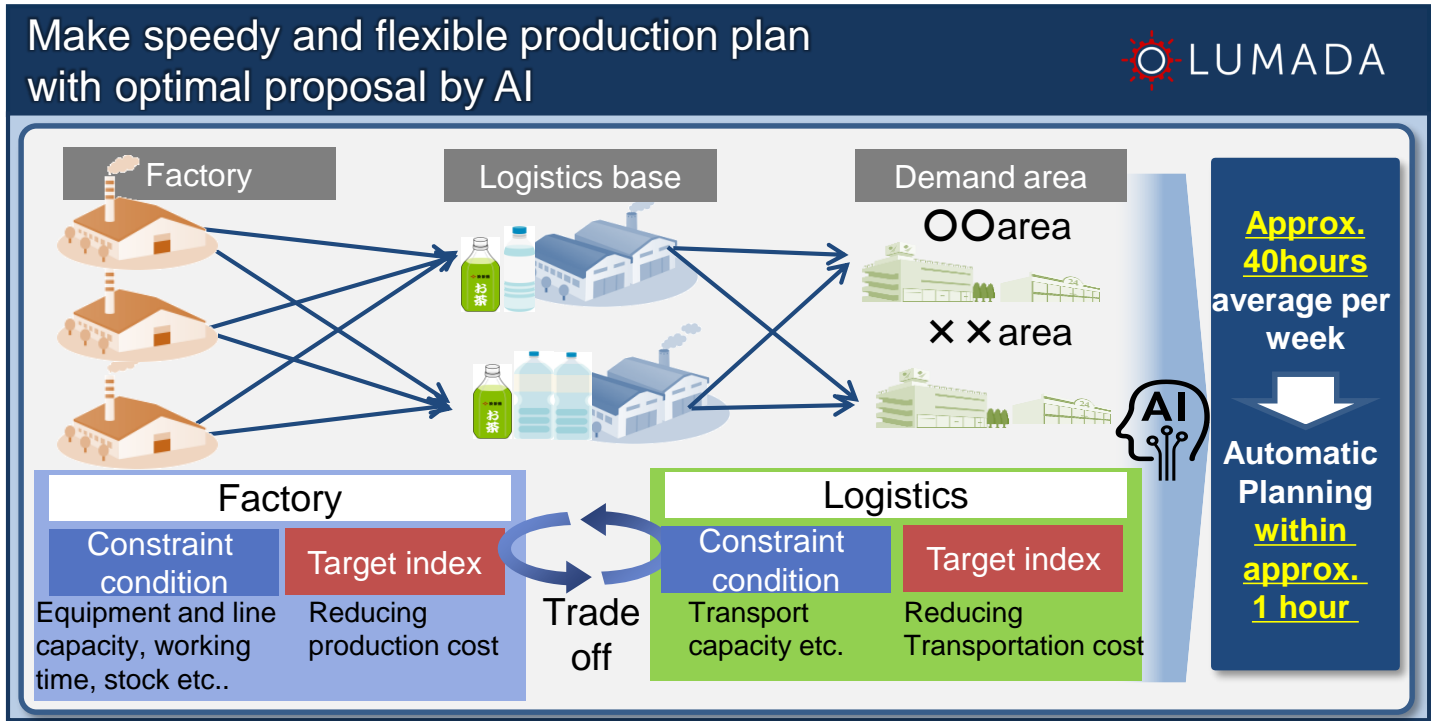 Make speedy and flexible production plan
with optimal proposal by AI
LUMADA
Factory
Logistics base
Demand area
〇〇area
お茶
××area
お茶
AI
Approx.
40hours
average per
week
Automatic
Planning
within
approx.
1 hour
Factory
Constraint
condition
Target index
Equipment and line
capacity, working
time, stock etc..
Reducing
production cost
Trade
off
Logistics
Constraint
condition
Target index
Transport
capacity etc.
Reducing
Transportation cost